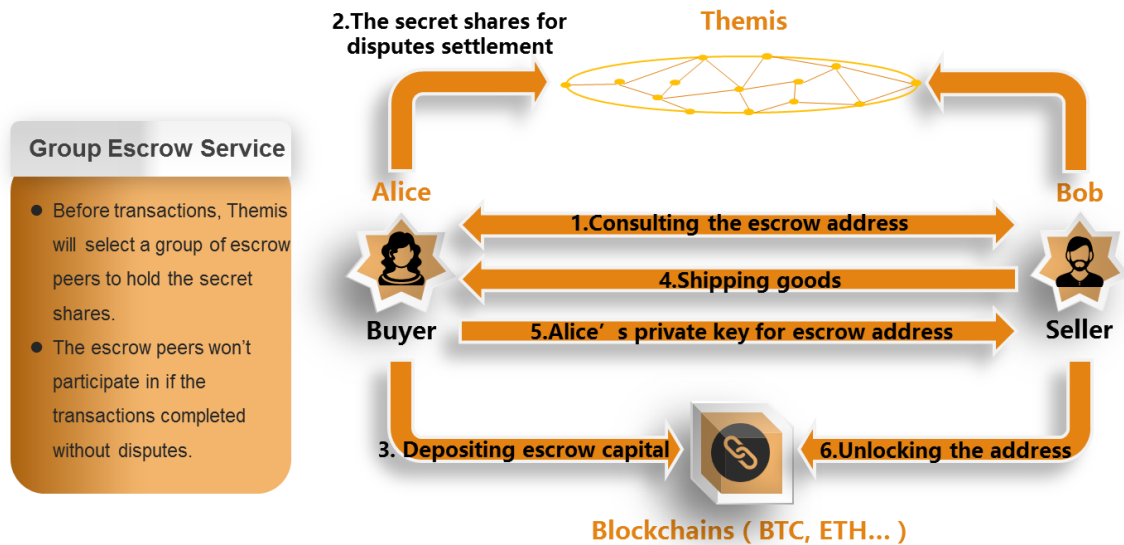 2.The secret shares for
disputes settlement
Themis
Group Escrow Service
● Before transactions, Themis
will select a group of escrow
peers to hold the secret
shares.
● The escrow peers won't
participate in if the
transactions completed
without disputes.
Alice
Bob
1.Consulting the escrow address
4.Shipping goods
Buyer
5.Alice’s private key for escrow address
Seller
3. Depositing escrow capital
6.Unlocking the address
Blockchains ( BTC, ETH... )